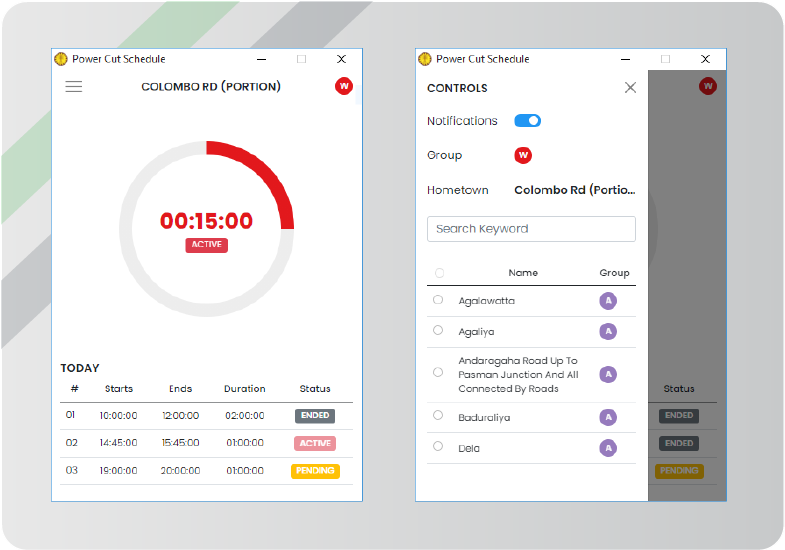 Power Cut Schedule
COLOMBO RD (PORTION)
W
00:15:00
ACTIVE
TODAY
# Starts Ends Duration Status
01 10:00:00 12:00:00 02:00:00 ENDED
02 14:45:00 15:45:00 01:00:00 ACTIVE
03 19:00:00 20:00:00 01:00:00 PENDING
Power Cut Schedule
CONTROLS
W
Notifications
Group W
Hometown Colombo Rd (Portio...
Search Keyword
Name Group
Agalawatta A
Agaliya A
Andaragaha Road Up To
Pasman Junction And All
Connected By Roads
A
Baduraliya A
Dela A
Status
ENDED
ENDED
PENDING